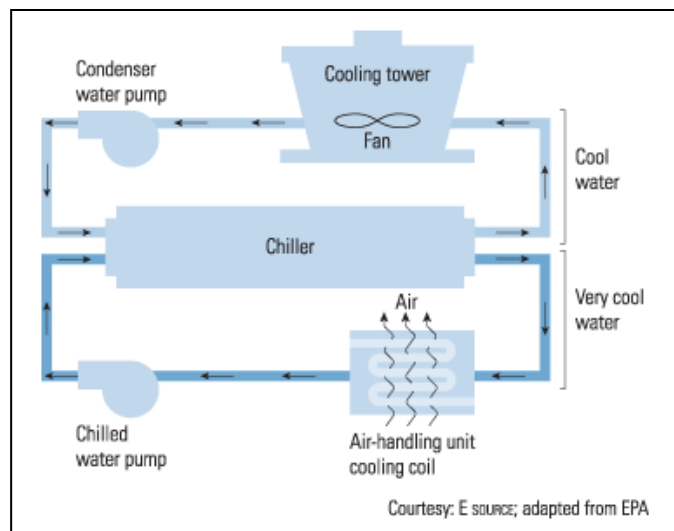 Condenser
water pump
Cooling tower
Fan
Cool
water
Chiller
Air
Very cool
water
Chilled
water pump
Air-handling unit
cooling coil
Courtesy: E SOURCE; adapted from EPA